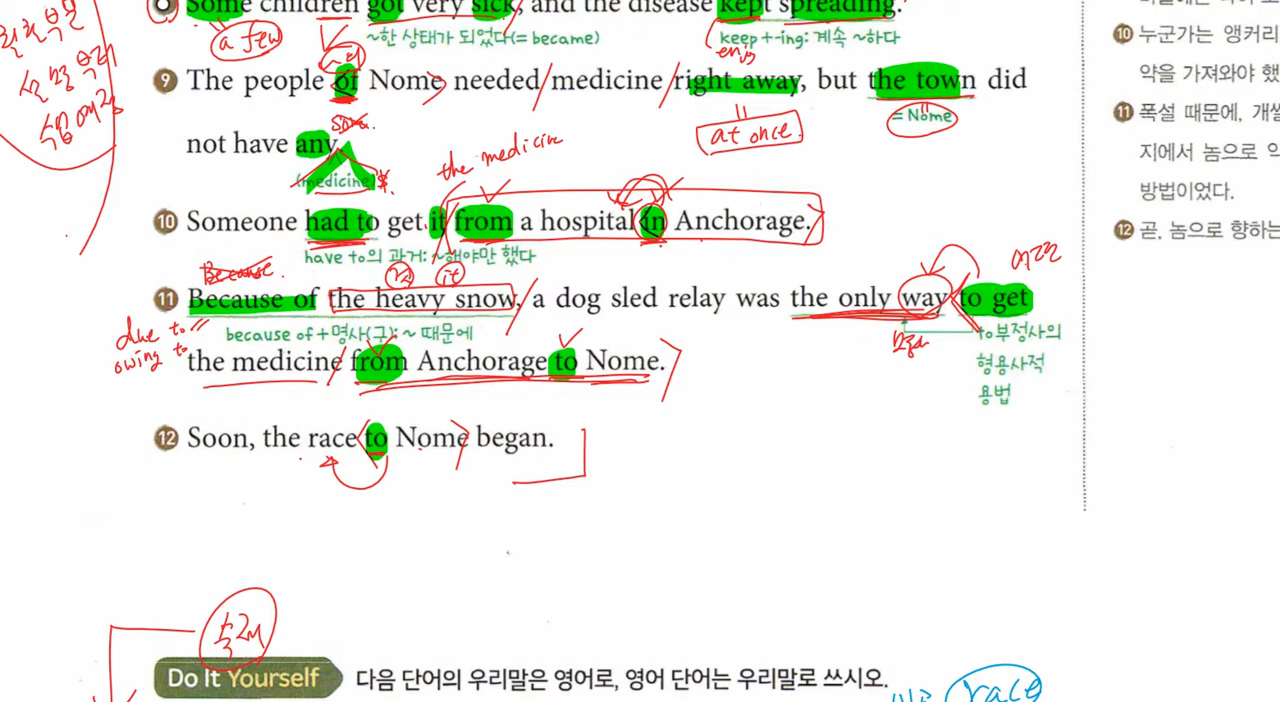 ⑧ Some children got very sick, and the disease kept spreading.
a few
~한 상태가 되었다(= became)
keep + -ing: 계속 ~하다
⑨ The people of Nome needed medicine right away, but the town did
at once
= Nome
not have any.
some
(medicine)
the medicine
⑩ Someone had to get it from a hospital in Anchorage.
have to의 과거: ~해야만 했다
Because
it
⑪ Because of the heavy snow, a dog sled relay was the only way to get
due to
owing to
because of + 명사(구): ~ 때문에
to부정사의
형용사적
용법
the medicine from Anchorage to Nome.
⑫ Soon, the race to Nome began.
Do It Yourself 다음 단어의 우리말은 영어로, 영어 단어는 우리말로 쓰시오.
race
⑩ 누군가는 앵커리
약을 가져와야 했
⑪ 폭설 때문에, 개썰
지에서 놈으로 약
방법이었다.
⑫ 곧, 놈으로 향하는